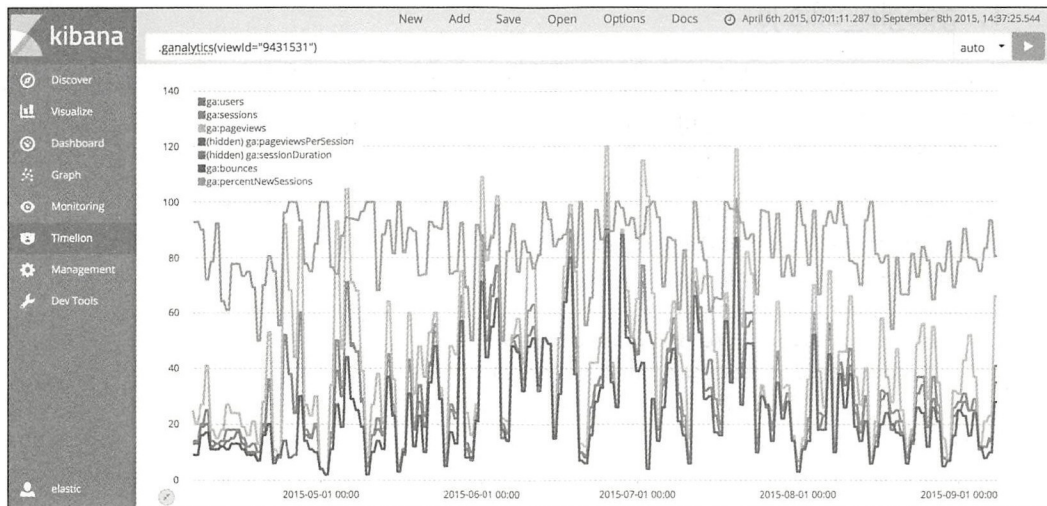 kibana
New Add Save Open Options Docs April 6th 2015, 07:01:11.287 to September 8th 2015, 14:37:25.544
.ganalytics(viewId="9431531")
auto
Discover
Visualize
Dashboard
Graph
Monitoring
Timelion
Management
Dev Tools
elastic
140
120
100
80
60
40
20
0
ga:users
ga:sessions
ga:pageviews
(hidden) ga:pageviewsPerSession
(hidden) ga:sessionDuration
ga:bounces
ga:percentNewSessions
2015-05-01 00:00 2015-06-01 00:00 2015-07-01 00:00 2015-08-01 00:00 2015-09-01 00:00